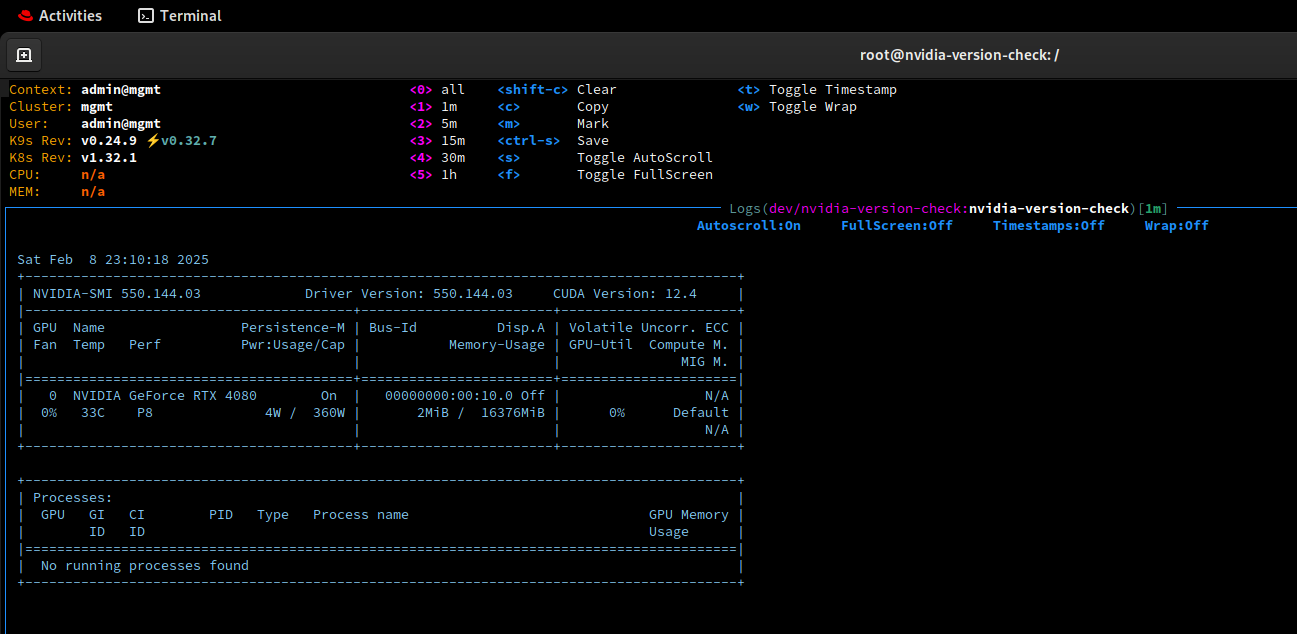 Activities Terminal
root@nvidia-version-check: /
Context: admin@mgmt <0> all <shift-c> Clear <t> Toggle Timestamp
Cluster: mgmt <1> 1m <c> Copy <w> Toggle Wrap
User: admin@mgmt <2> 5m <m> Mark
K9s Rev: v0.24.9 ⚡v0.32.7 <3> 15m <ctrl-s> Save
K8s Rev: v1.32.1 <4> 30m <s> Toggle AutoScroll
CPU: n/a <5> 1h <f> Toggle FullScreen
MEM: n/a
Logs(dev/nvidia-version-check:nvidia-version-check)[1m]
Autoscroll:On FullScreen:Off Timestamps:Off Wrap:Off
Sat Feb  8 23:10:18 2025
+-----------------------------------------------------------------------------------------+
| NVIDIA-SMI 550.144.03             Driver Version: 550.144.03     CUDA Version: 12.4     |
|-----------------------------------------+------------------------+----------------------+
| GPU  Name                 Persistence-M | Bus-Id          Disp.A | Volatile Uncorr. ECC |
| Fan  Temp   Perf          Pwr:Usage/Cap |           Memory-Usage | GPU-Util  Compute M. |
|                                         |                        |               MIG M. |
|=========================================+========================+======================|
|   0  NVIDIA GeForce RTX 4080        On  |   00000000:00:10.0 Off |                  N/A |
|  0%   33C    P8              4W /  360W |       2MiB /  16376MiB |      0%      Default |
|                                         |                        |                  N/A |
+-----------------------------------------+------------------------+----------------------+
+-----------------------------------------------------------------------------------------+
| Processes:                                                                              |
|  GPU   GI   CI        PID   Type   Process name                              GPU Memory |
|        ID   ID                                                               Usage      |
|=========================================================================================|
|  No running processes found                                                             |
+-----------------------------------------------------------------------------------------+